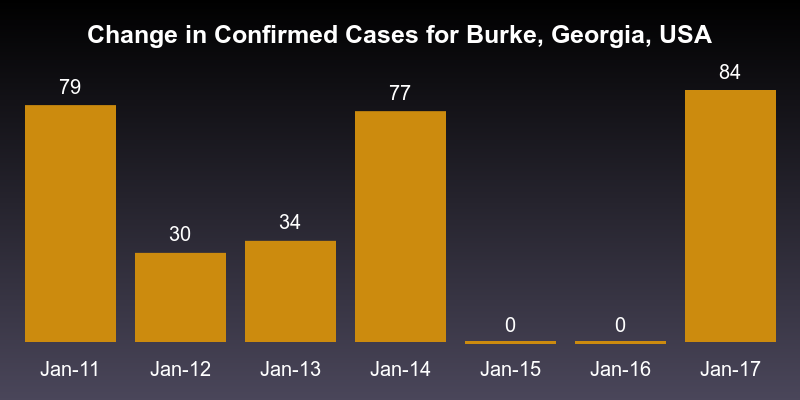 Change in Confirmed Cases for Burke, Georgia, USA
79
30
34
77
0
0
84
Jan-11
Jan-12
Jan-13
Jan-14
Jan-15
Jan-16
Jan-17